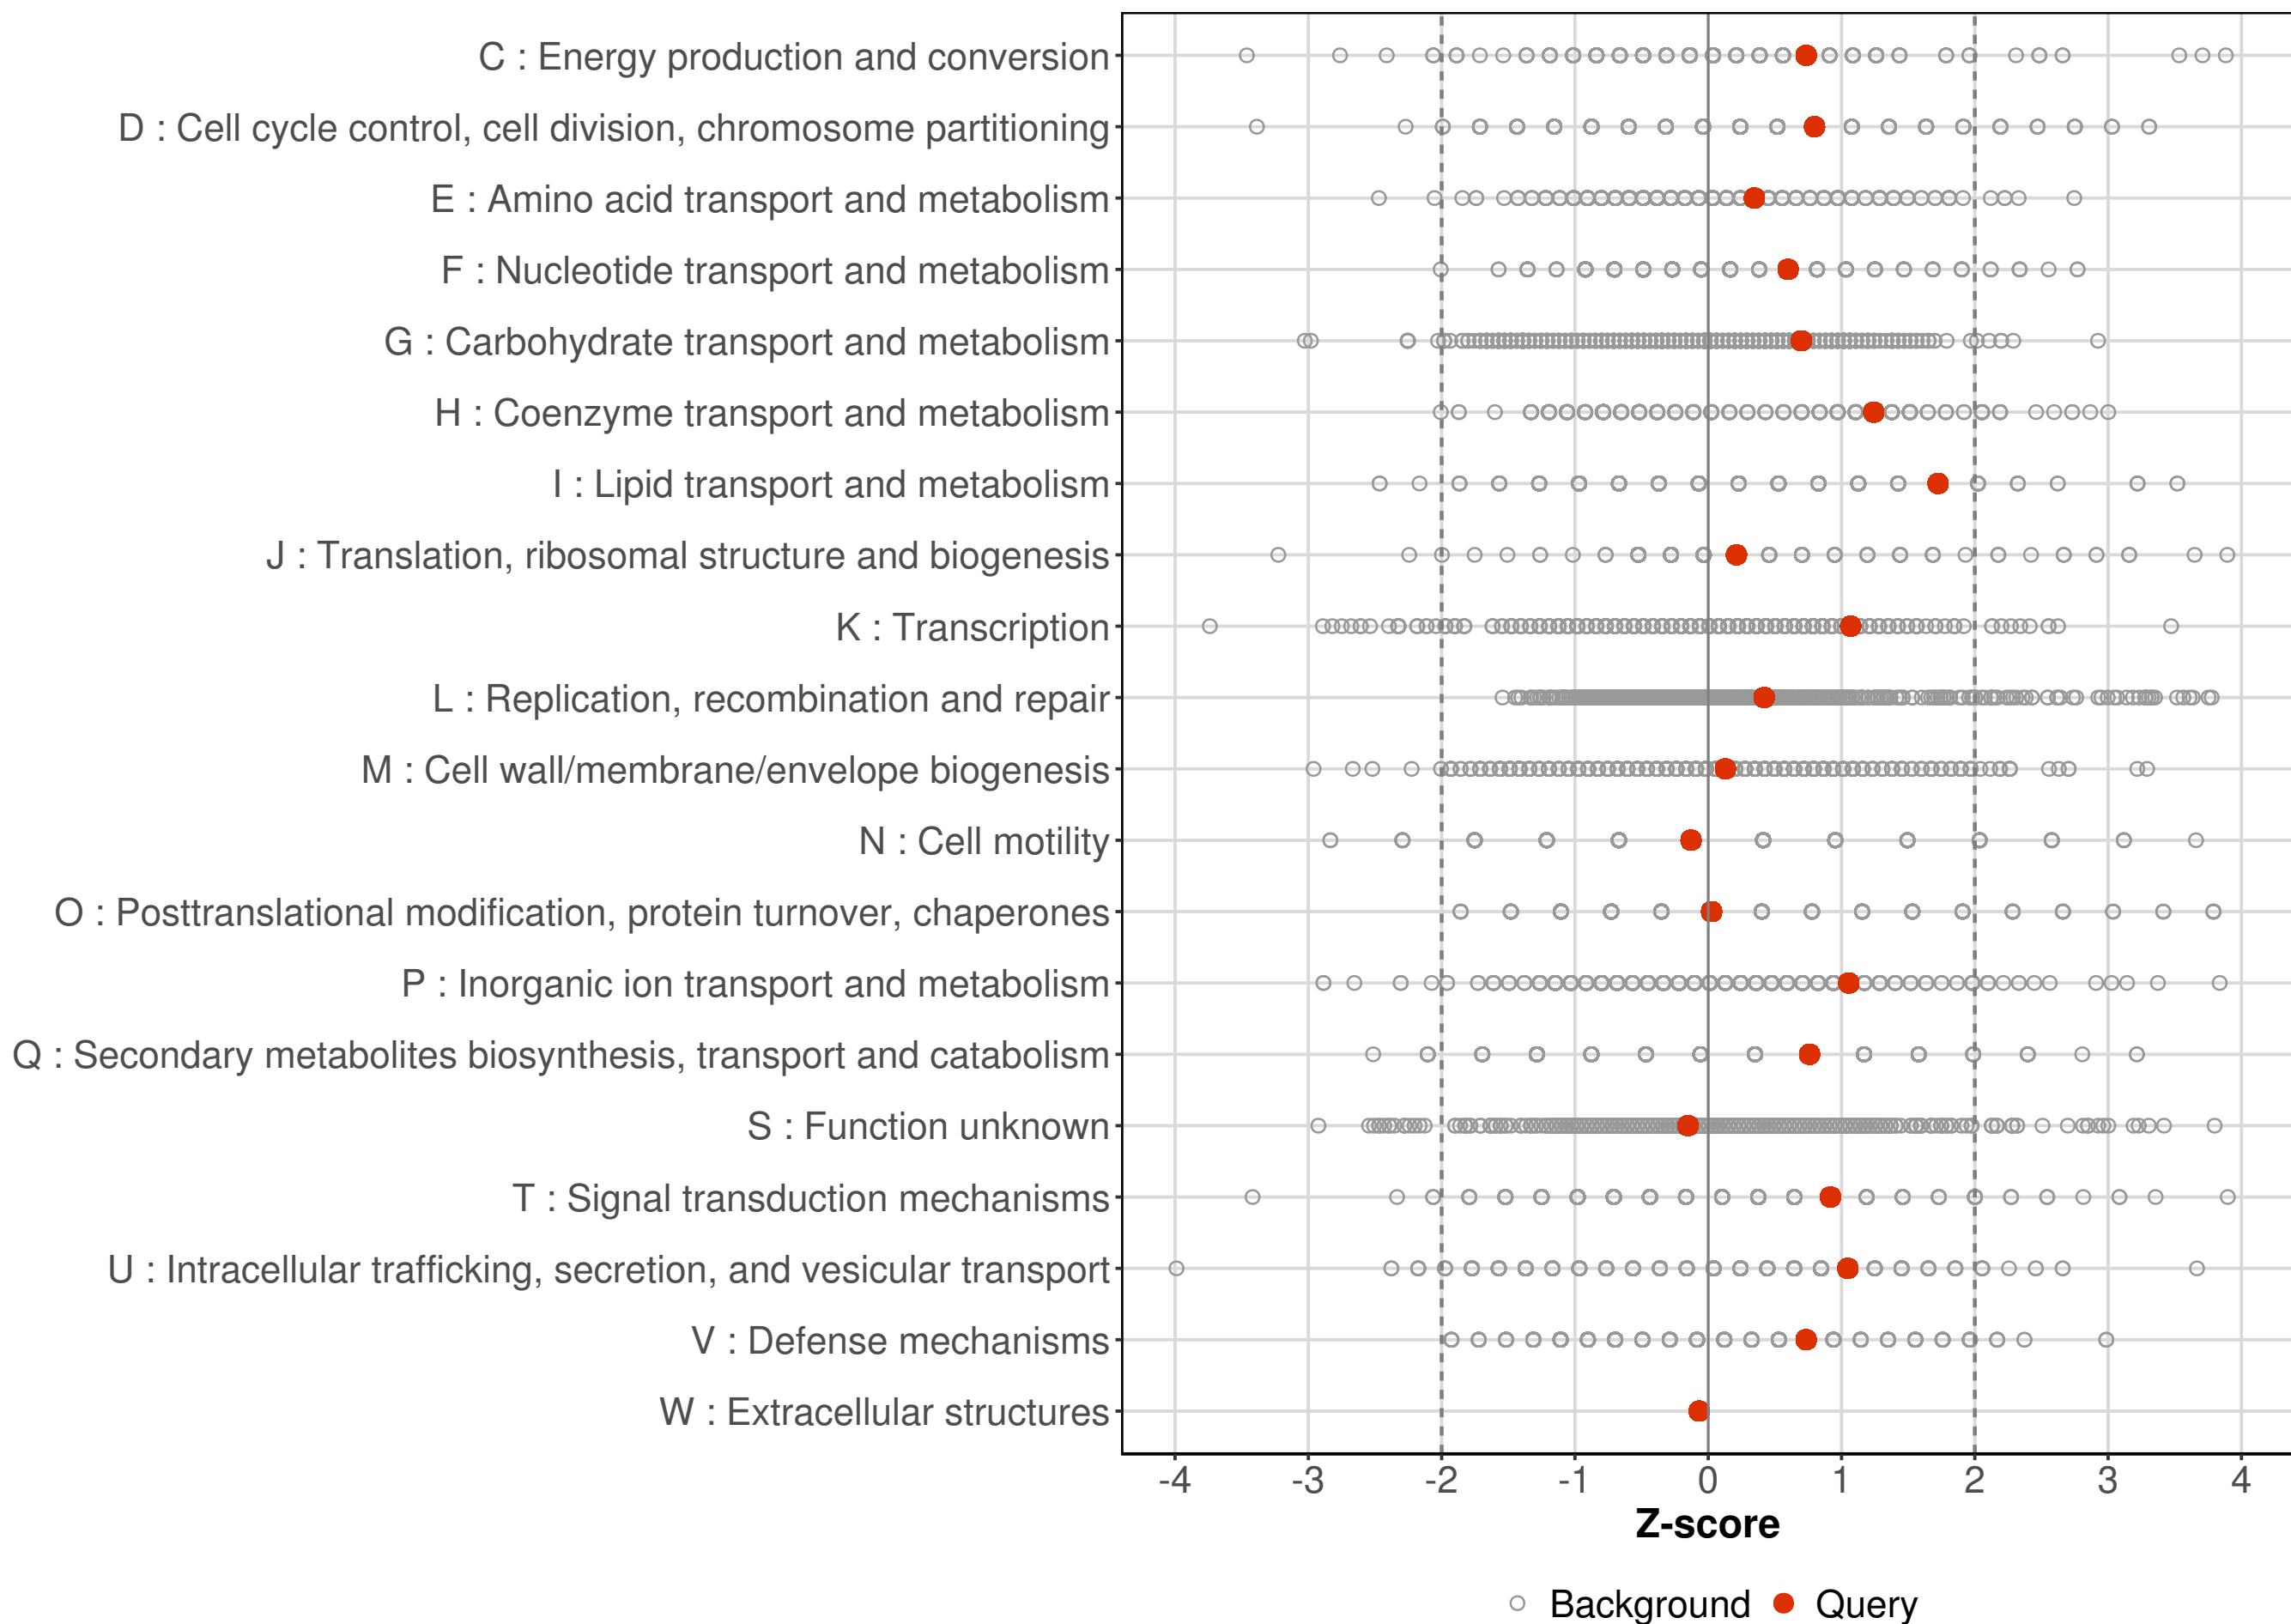 C : Energy production and conversion
D : Cell cycle control, cell division, chromosome partitioning
E : Amino acid transport and metabolism
F : Nucleotide transport and metabolism
G : Carbohydrate transport and metabolism
H : Coenzyme transport and metabolism
I : Lipid transport and metabolism
J : Translation, ribosomal structure and biogenesis
K : Transcription
L : Replication, recombination and repair
M : Cell wall/membrane/envelope biogenesis
N : Cell motility
O : Posttranslational modification, protein turnover, chaperones
P : Inorganic ion transport and metabolism
Q : Secondary metabolites biosynthesis, transport and catabolism
S : Function unknown
T : Signal transduction mechanisms
U : Intracellular trafficking, secretion, and vesicular transport
V : Defense mechanisms
W : Extracellular structures
-4 -3 -2 -1 0 1 2 3 4
Z-score
Background Query